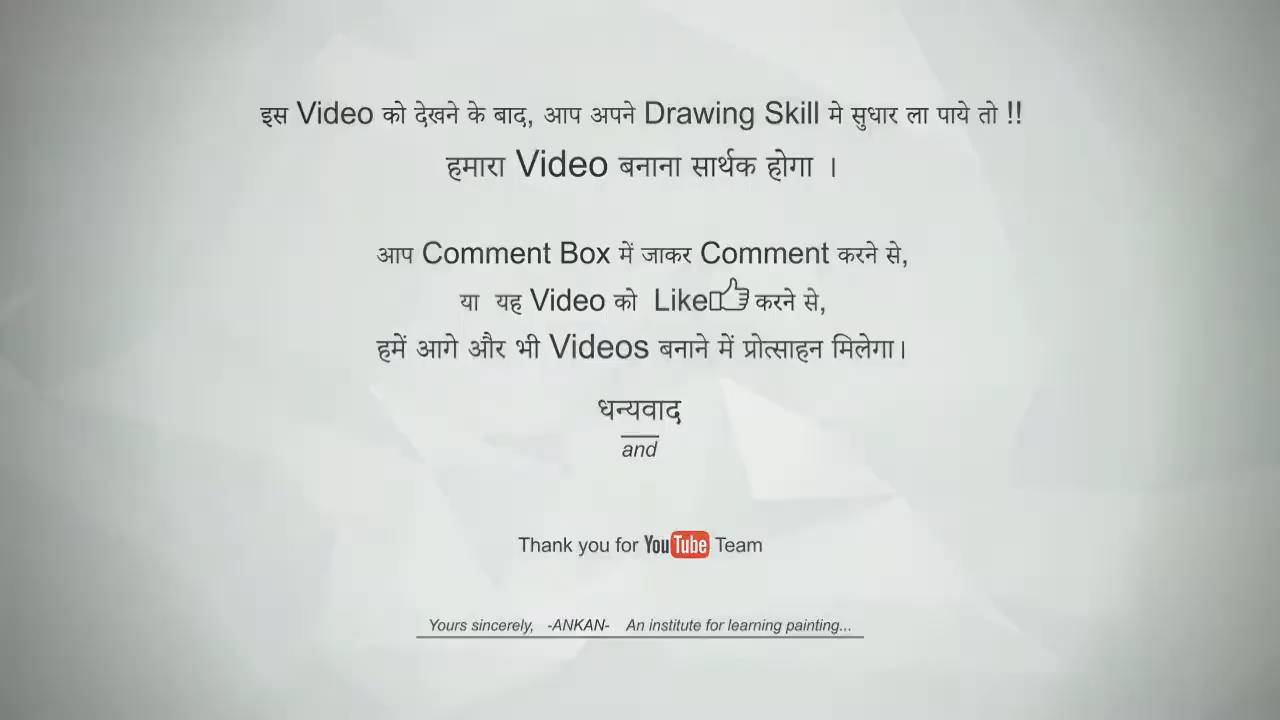 इस Video को देखने के बाद, आप अपने Drawing Skill मे सुधार ला पाये तो !!
हमारा Video बनाना सार्थक होगा ।
आप Comment Box में जाकर Comment करने से,
या यह Video को Like करने से,
हमें आगे और भी Videos बनाने में प्रोत्साहन मिलेगा।
धन्यवाद
and
Thank you for YouTube Team
Yours sincerely, -ANKAN- An institute for learning painting...